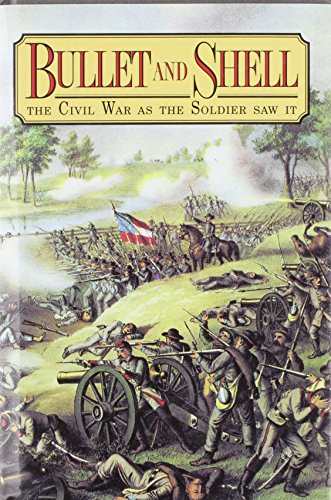 BULLET AND SHELL
THE CIVIL WAR AS THE SOLDIER SAW IT